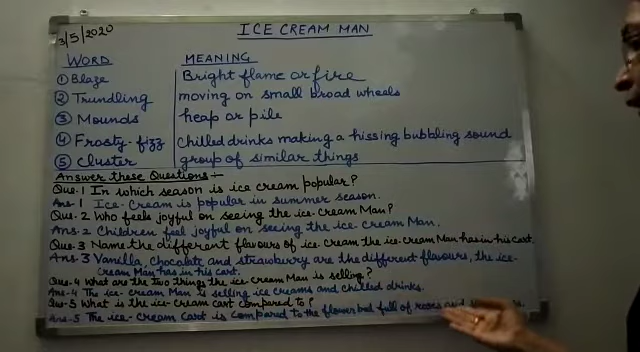 3/5/2020
ICE CREAM MAN
WORD MEANING
① Blaze Bright flame or fire
② Trundling moving on small broad wheels
③ Mounds heap or pile
④ Frosty-fizz chilled drinks making a hissing bubbling sound
⑤ Cluster group of similar things
Answer these Questions:-
Que.1 In which season is ice cream popular?
Ans.1 Ice-Cream is popular in summer season.
Que.2 Who feels joyful on seeing the ice-cream Man?
Ans.2 Children feel joyful on seeing the ice-cream Man.
Que.3 Name the different flavours of ice-cream the ice-cream Man has in his cart.
Ans.3 Vanilla, chocalate and strawberry are the different flavours, the ice-
cream Man has in his cart.
Que.4 What are the two things the ice-cream Man is selling?
Ans.4 The ice-cream Man is selling ice creams and chilled drinks.
Que.5 What is the ice-cream cart compared to?
Ans.5 The ice-cream cart is compared to the flower bed full of roses and